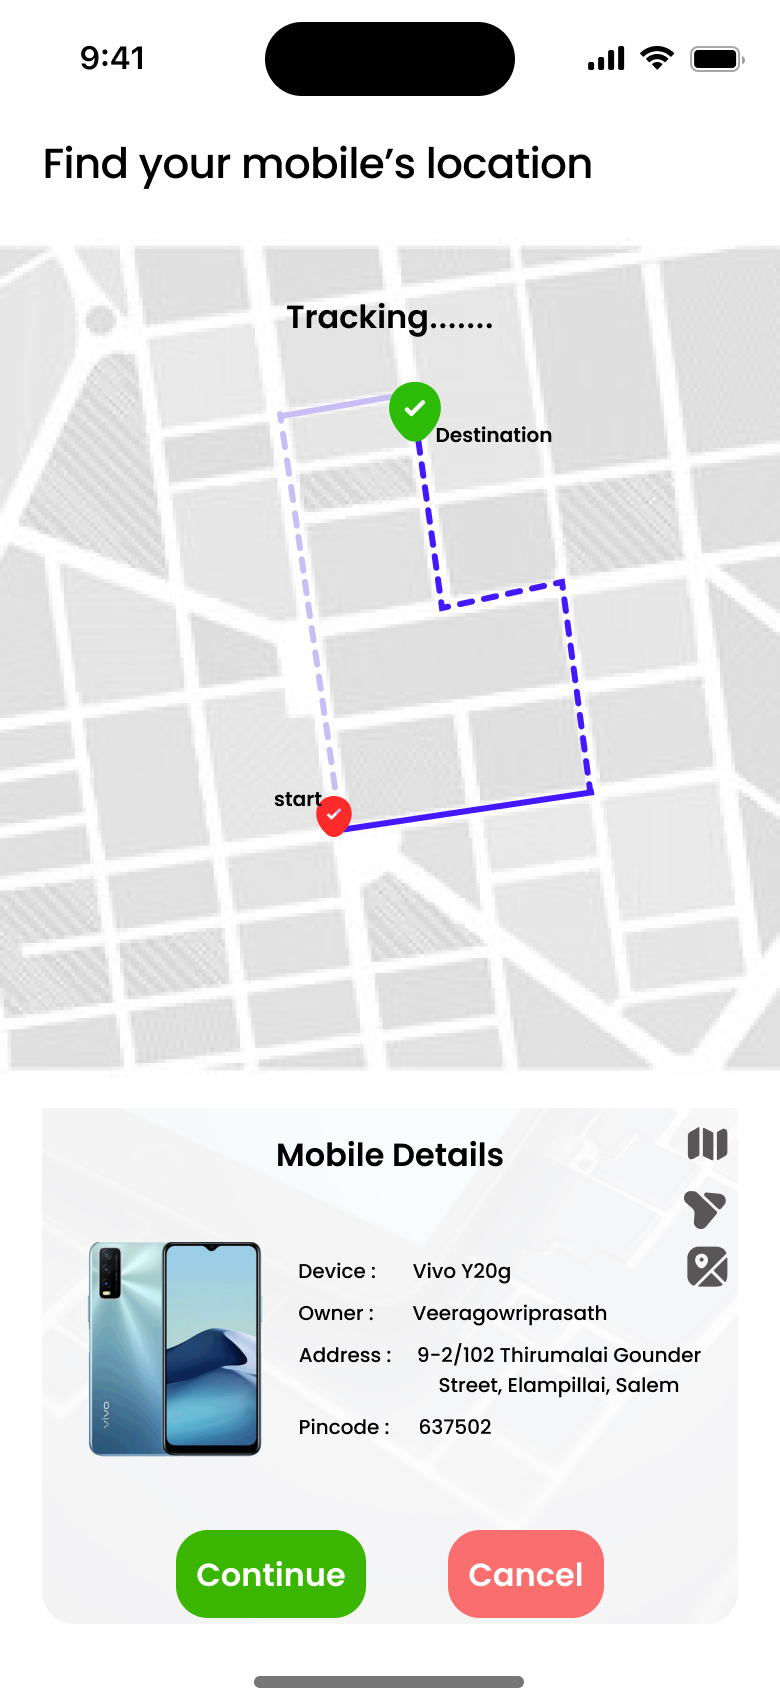 9:41
Find your mobile’s location
Tracking.......
Destination
start
Mobile Details
Device : Vivo Y20g
Owner : Veeragowriprasath
Address : 9-2/102 Thirumalai Gounder
Street, Elampillai, Salem
Pincode : 637502
vivo
Continue
Cancel